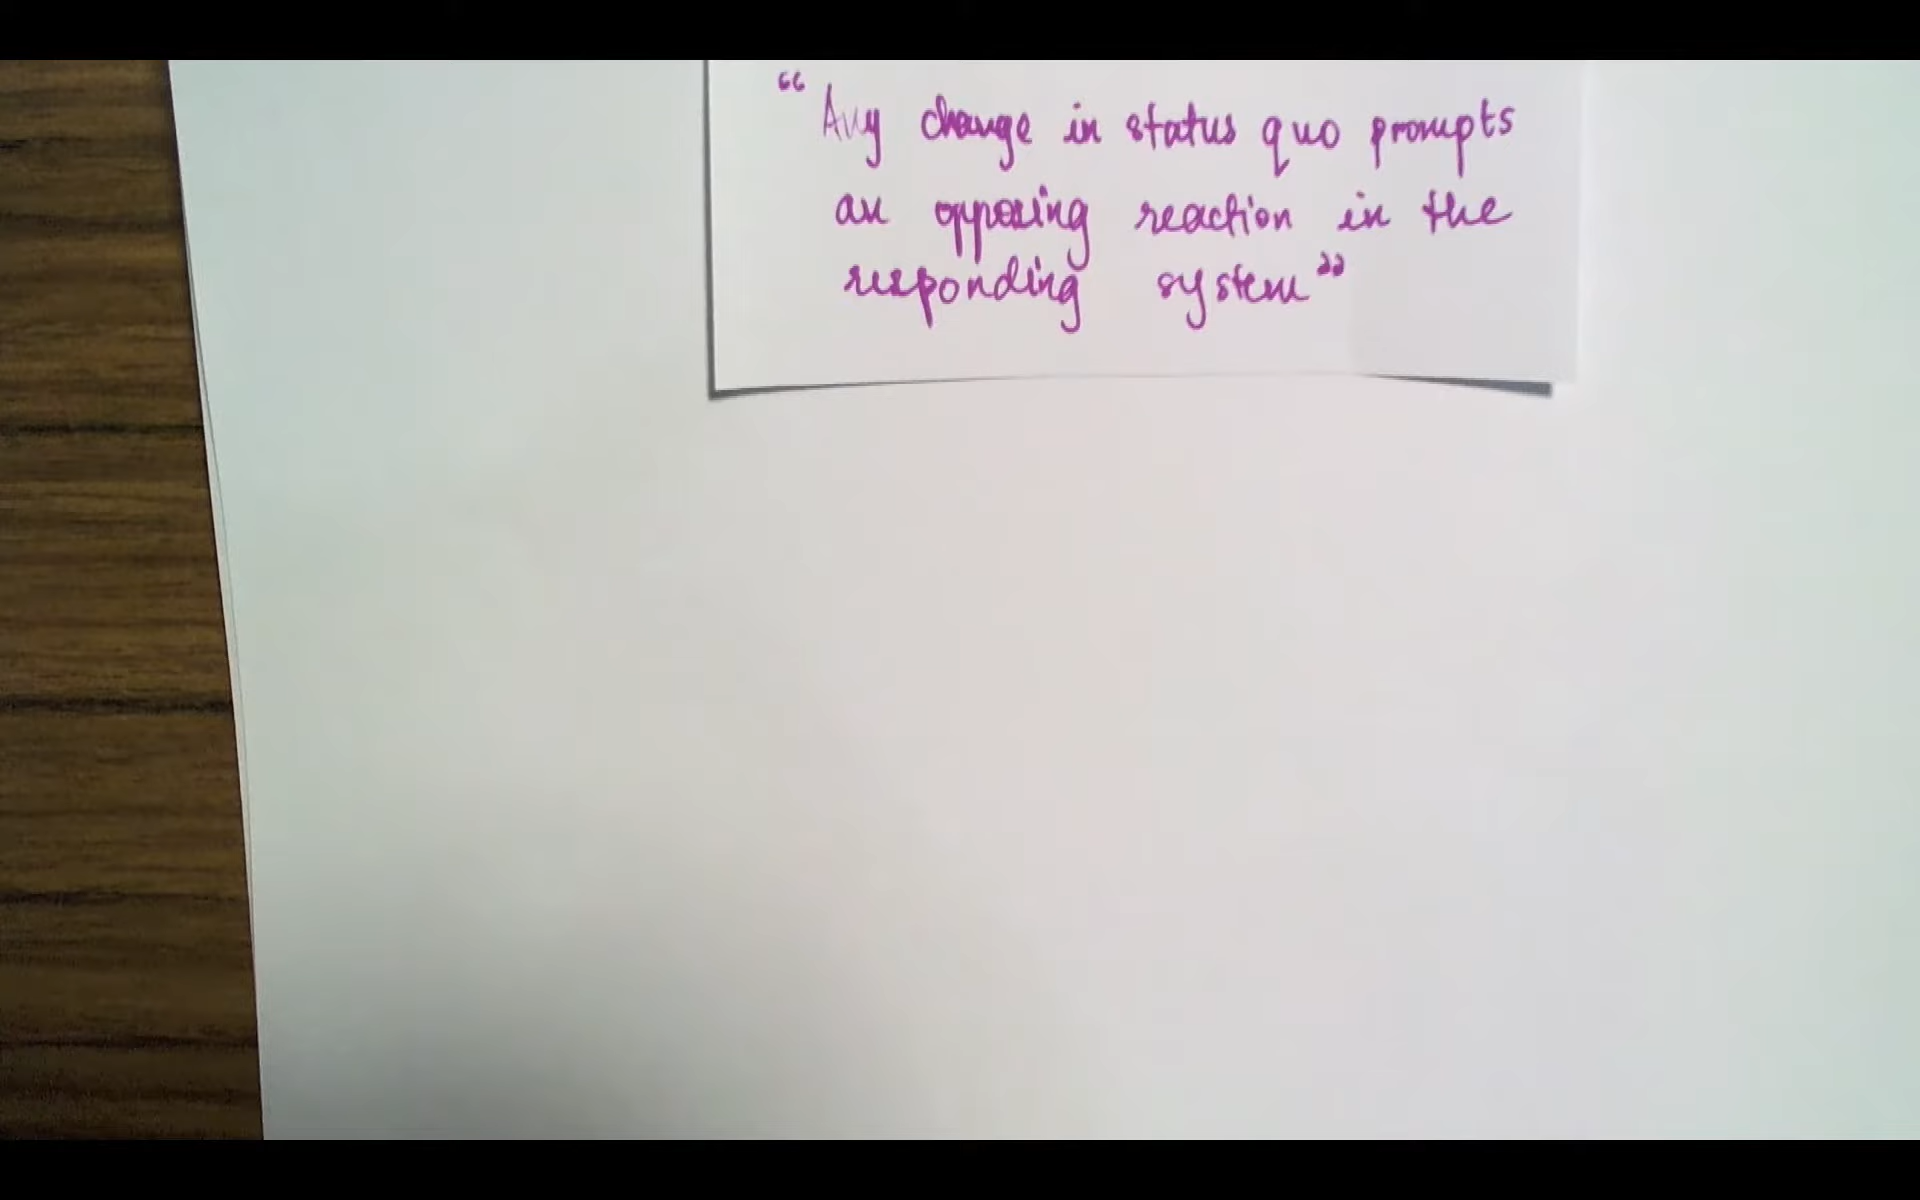 “Any change in status quo prompts
an opposing reaction in the
responding system”